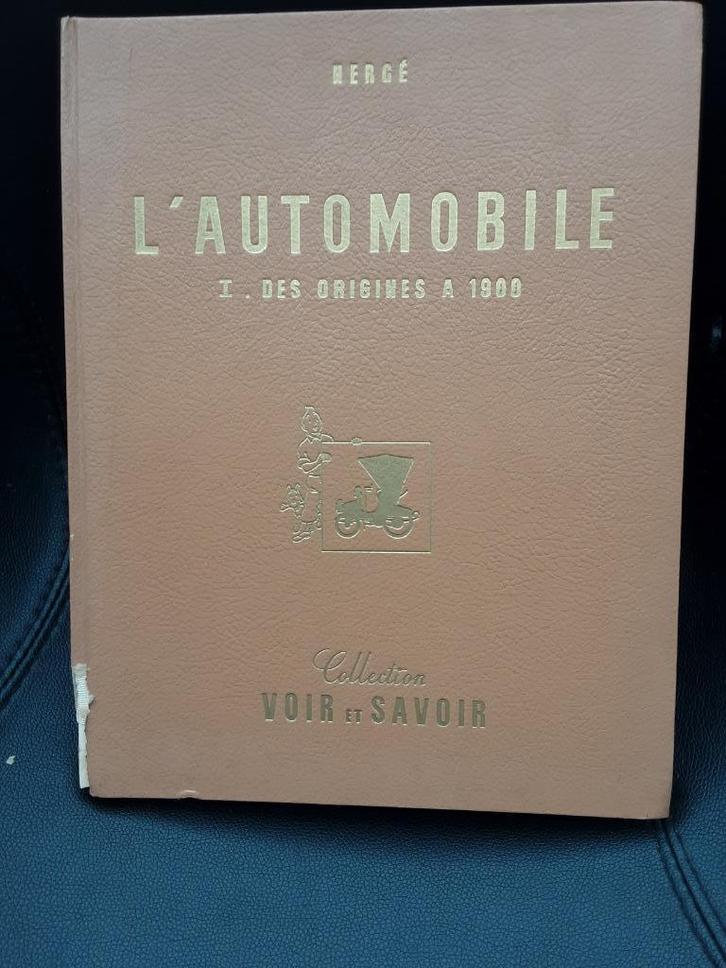 HERGÉ
L'AUTOMOBILE
I. DES ORIGINES A 1900
Collection
VOIR ET SAVOIR